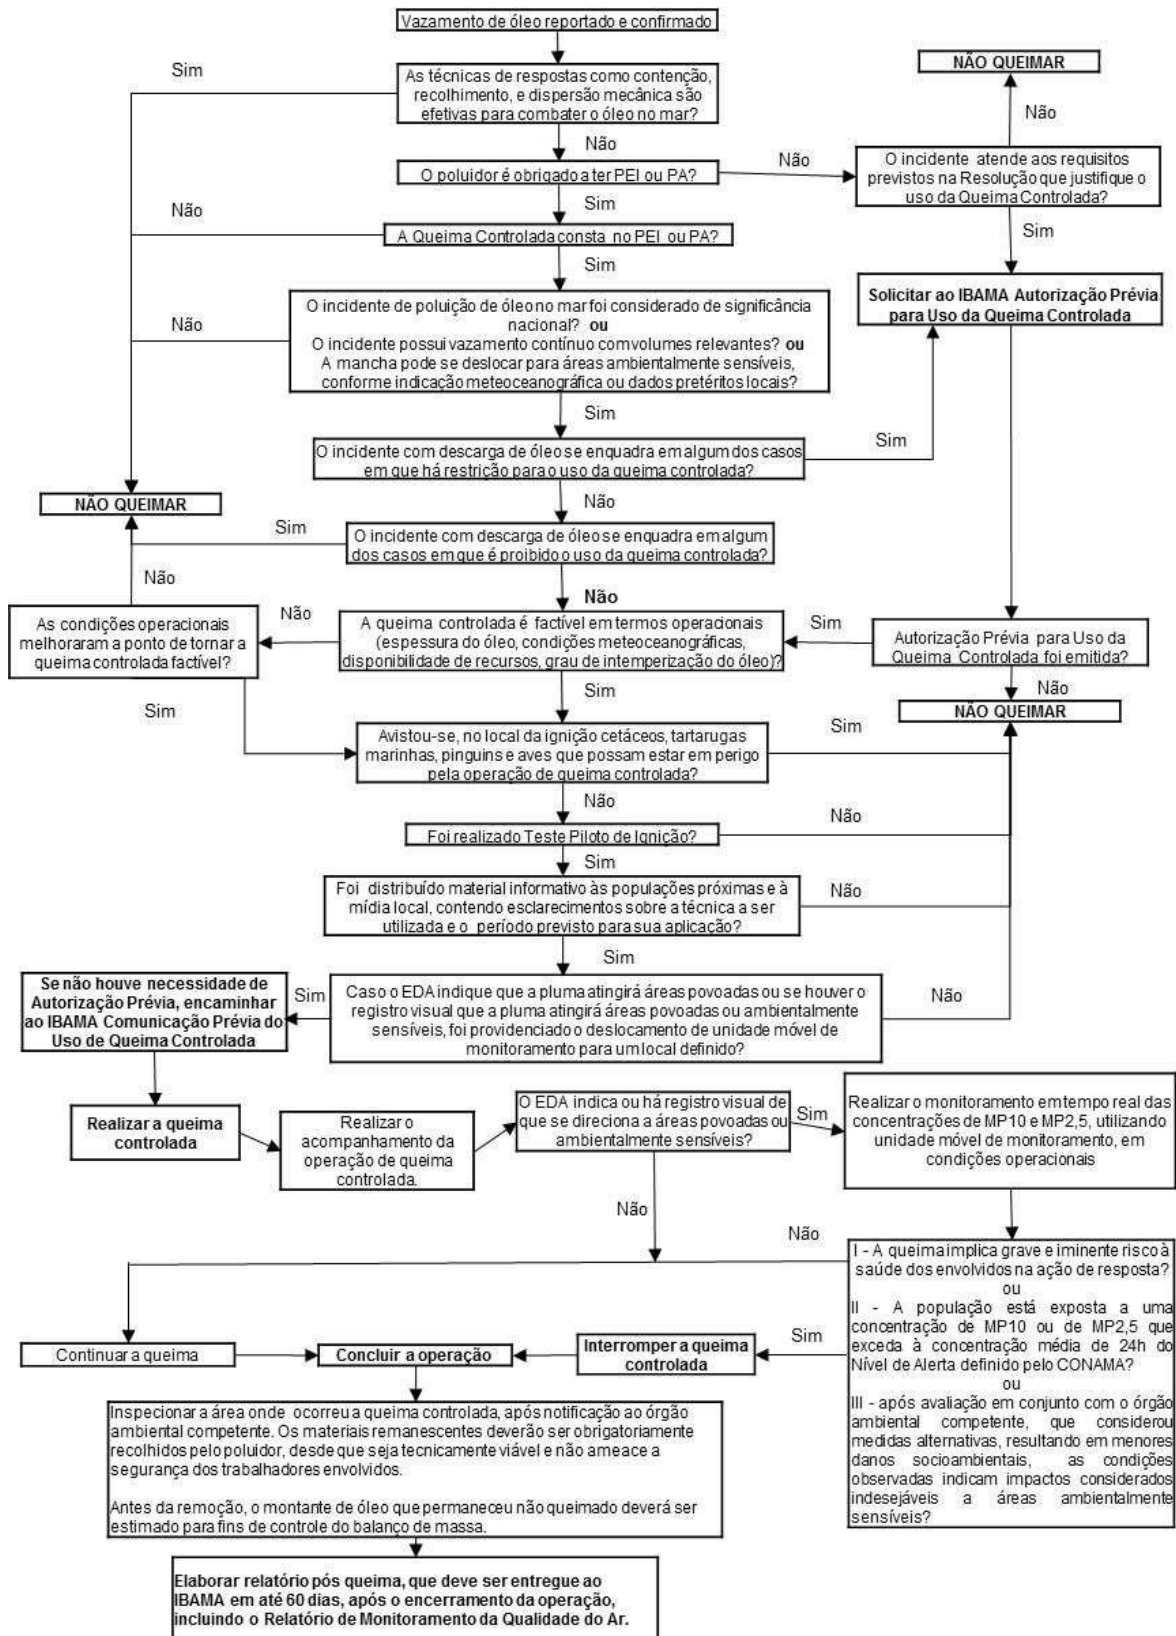 Vazamento de óleo reportado e confirmado
Sim
As técnicas de respostas como contenção,
recolhimento, e dispersão mecânica são
efetivas para combater o óleo no mar?
NÃO QUEIMAR
Não
Não
O poluidor é obrigado a ter PEI ou PA?
Não
O incidente atende aos requisitos
previstos na Resolução que justifique o
uso da Queima Controlada?
Sim
Não
A Queima Controlada consta no PEI ou PA?
Sim
Sim
O incidente de poluição de óleo no mar foi considerado de significância
nacional? ou
O incidente possui vazamento contínuo com volumes relevantes? ou
A mancha pode se deslocar para áreas ambientalmente sensíveis,
conforme indicação meteoceanográfica ou dados pretéritos locais?
Não
Solicitar ao IBAMA Autorização Prévia
para Uso da Queima Controlada
Sim
O incidente com descarga de óleo se enquadra em algum dos casos
em que há restrição para o uso da queima controlada?
Sim
Não
NÃO QUEIMAR
Sim
O incidente com descarga de óleo se enquadra em algum
dos casos em que é proibido o uso da queima controlada?
Não
Não
As condições operacionais
melhoraram a ponto de tornar a
queima controlada factível?
Não
A queima controlada é factível em termos operacionais
(espessura do óleo, condições meteoceanográficas,
disponibilidade de recursos, grau de intemperização do óleo)?
Sim
Autorização Prévia para Uso da
Queima Controlada foi emitida?
Não
NÃO QUEIMAR
Sim
Sim
Avistou-se, no local da ignição cetáceos, tartarugas
marinhas, pinguins e aves que possam estar em perigo
pela operação de queima controlada?
Sim
Não
Foi realizado Teste Piloto de Ignição?
Não
Sim
Foi distribuído material informativo às populações próximas e à
mídia local, contendo esclarecimentos sobre a técnica a ser
utilizada e o período previsto para sua aplicação?
Não
Sim
Se não houve necessidade de
Autorização Prévia, encaminhar
ao IBAMA Comunicação Prévia do
Uso de Queima Controlada
Sim
Caso o EDA indique que a pluma atingirá áreas povoadas ou se houver o
registro visual que a pluma atingirá áreas povoadas ou ambientalmente
sensíveis, foi providenciado o deslocamento de unidade móvel de
monitoramento para um local definido?
Não
Realizar a queima
controlada
Realizar o
acompanhamento da
operação de queima
controlada.
O EDA indica ou há registro visual de
que se direciona a áreas povoadas ou
ambientalmente sensíveis?
Sim
Realizar o monitoramento em tempo real das
concentrações de MP10 e MP2,5, utilizando
unidade móvel de monitoramento, em
condições operacionais
Não
Não
I - A queima implica grave e iminente risco à
saúde dos envolvidos na ação de resposta?
ou
II - A população está exposta a uma
concentração de MP10 ou de MP2,5 que
exceda à concentração média de 24h do
Nível de Alerta definido pelo CONAMA?
ou
III - após avaliação em conjunto com o órgão
ambiental competente, que considerou
medidas alternativas, resultando em menores
danos socioambientais, as condições
observadas indicam impactos considerados
indesejáveis a áreas ambientalmente
sensíveis?
Sim
Continuar a queima
Concluir a operação
Interromper a queima
controlada
Inspecionar a área onde ocorreu a queima controlada, após notificação ao órgão
ambiental competente. Os materiais remanescentes deverão ser obrigatoriamente
recolhidos pelo poluidor, desde que seja tecnicamente viável e não ameace a
segurança dos trabalhadores envolvidos.
Antes da remoção, o montante de óleo que permaneceu não queimado deverá ser
estimado para fins de controle do balanço de massa.
Elaborar relatório pós queima, que deve ser entregue ao
IBAMA em até 60 dias, após o encerramento da operação,
incluindo o Relatório de Monitoramento da Qualidade do Ar.